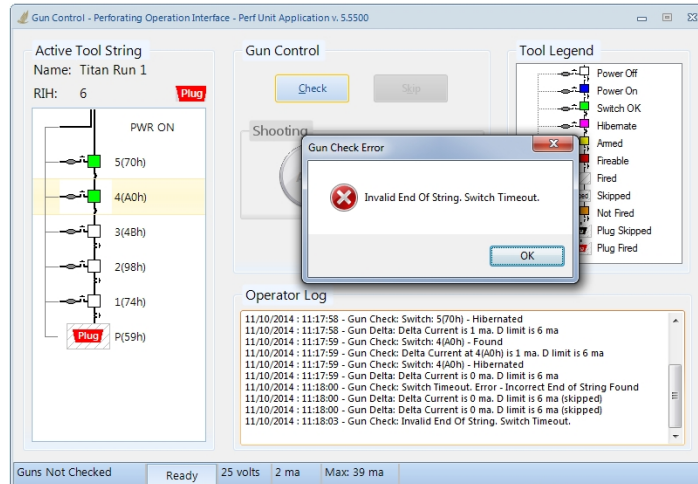 Gun Control - Perforating Operation Interface - Perf Unit Application v. 5.5500
Active Tool String
Name: Titan Run 1
RIH: 6
Plug
PWR ON
5(70h)
4(A0h)
3(4Bh)
2(98h)
1(74h)
Plug
P(59h)
Gun Control
Check
Skip
Shooting
Tool Legend
Power Off
Power On
Switch OK
Hibernate
Armed
Fireable
Fired
Skipped
Not Fired
Plug Skipped
Plug Fired
Gun Check Error
Invalid End Of String. Switch Timeout.
OK
Operator Log
11/10/2014 : 11:17:58 - Gun Check: Switch: 5(70h) - Hibernated
11/10/2014 : 11:17:58 - Gun Delta: Delta Current is 1 ma. D limit is 6 ma
11/10/2014 : 11:17:59 - Gun Check: Switch: 4(A0h) - Found
11/10/2014 : 11:17:59 - Gun Check: Delta Current at 4(A0h) is 1 ma. D limit is 6 ma
11/10/2014 : 11:17:59 - Gun Check: Switch: 4(A0h) - Hibernated
11/10/2014 : 11:17:59 - Gun Delta: Delta Current is 0 ma. D limit is 6 ma
11/10/2014 : 11:18:00 - Gun Check: Switch Timeout. Error - Incorrect End of String Found
11/10/2014 : 11:18:00 - Gun Delta: Delta Current is 0 ma. D limit is 6 ma (skipped)
11/10/2014 : 11:18:00 - Gun Delta: Delta Current is 0 ma. D limit is 6 ma (skipped)
11/10/2014 : 11:18:03 - Gun Check: Invalid End Of String. Switch Timeout.
Guns Not Checked
Ready
25 volts
2 ma
Max: 39 ma